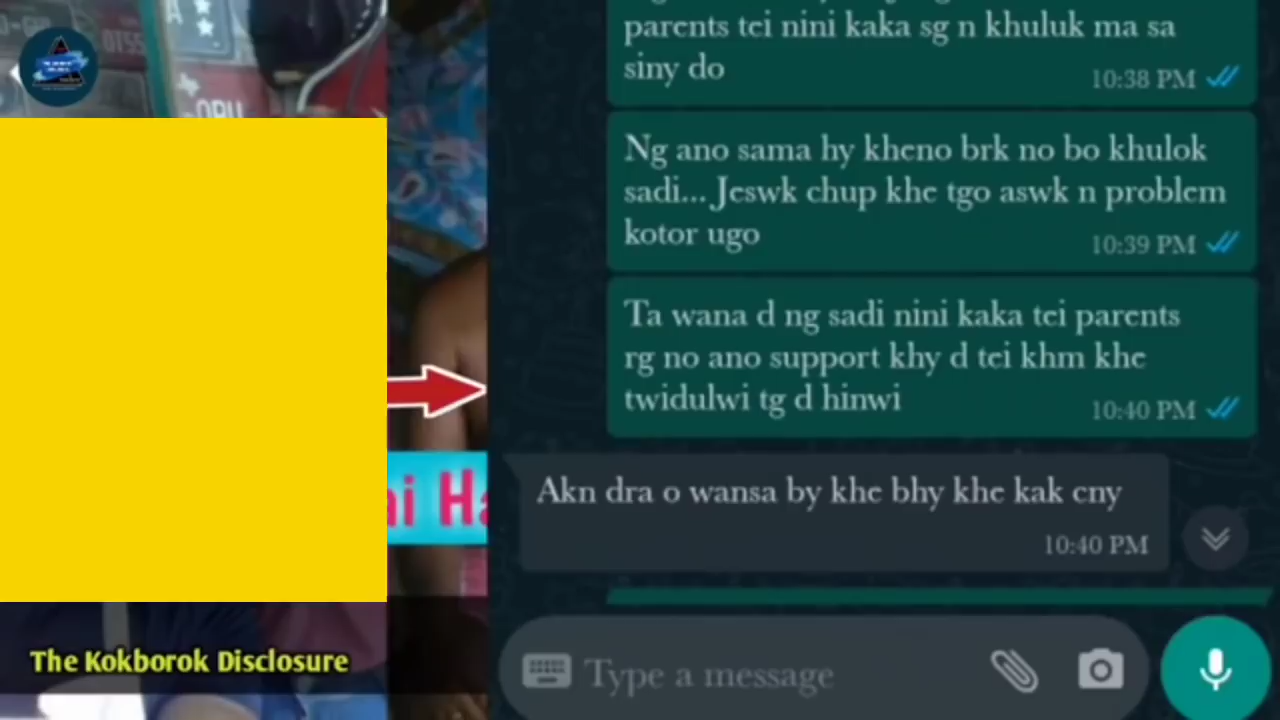 parents tei nini kaka sg n khuluk ma sa
siny do
10:38 PM
Ng ano sama hy kheno brk no bo khulok
sadi... Jeswk chup khe tgo aswk n problem
kotor ugo
10:39 PM
Ta wana d ng sadi nini kaka tei parents
rg no ano support khy d tei khm khe
twidulwi tg d hinwi
10:40 PM
Akn dra o wansa by khe bhy khe kak cny
10:40 PM
Type a message
ai Ha
The Kokborok Disclosure